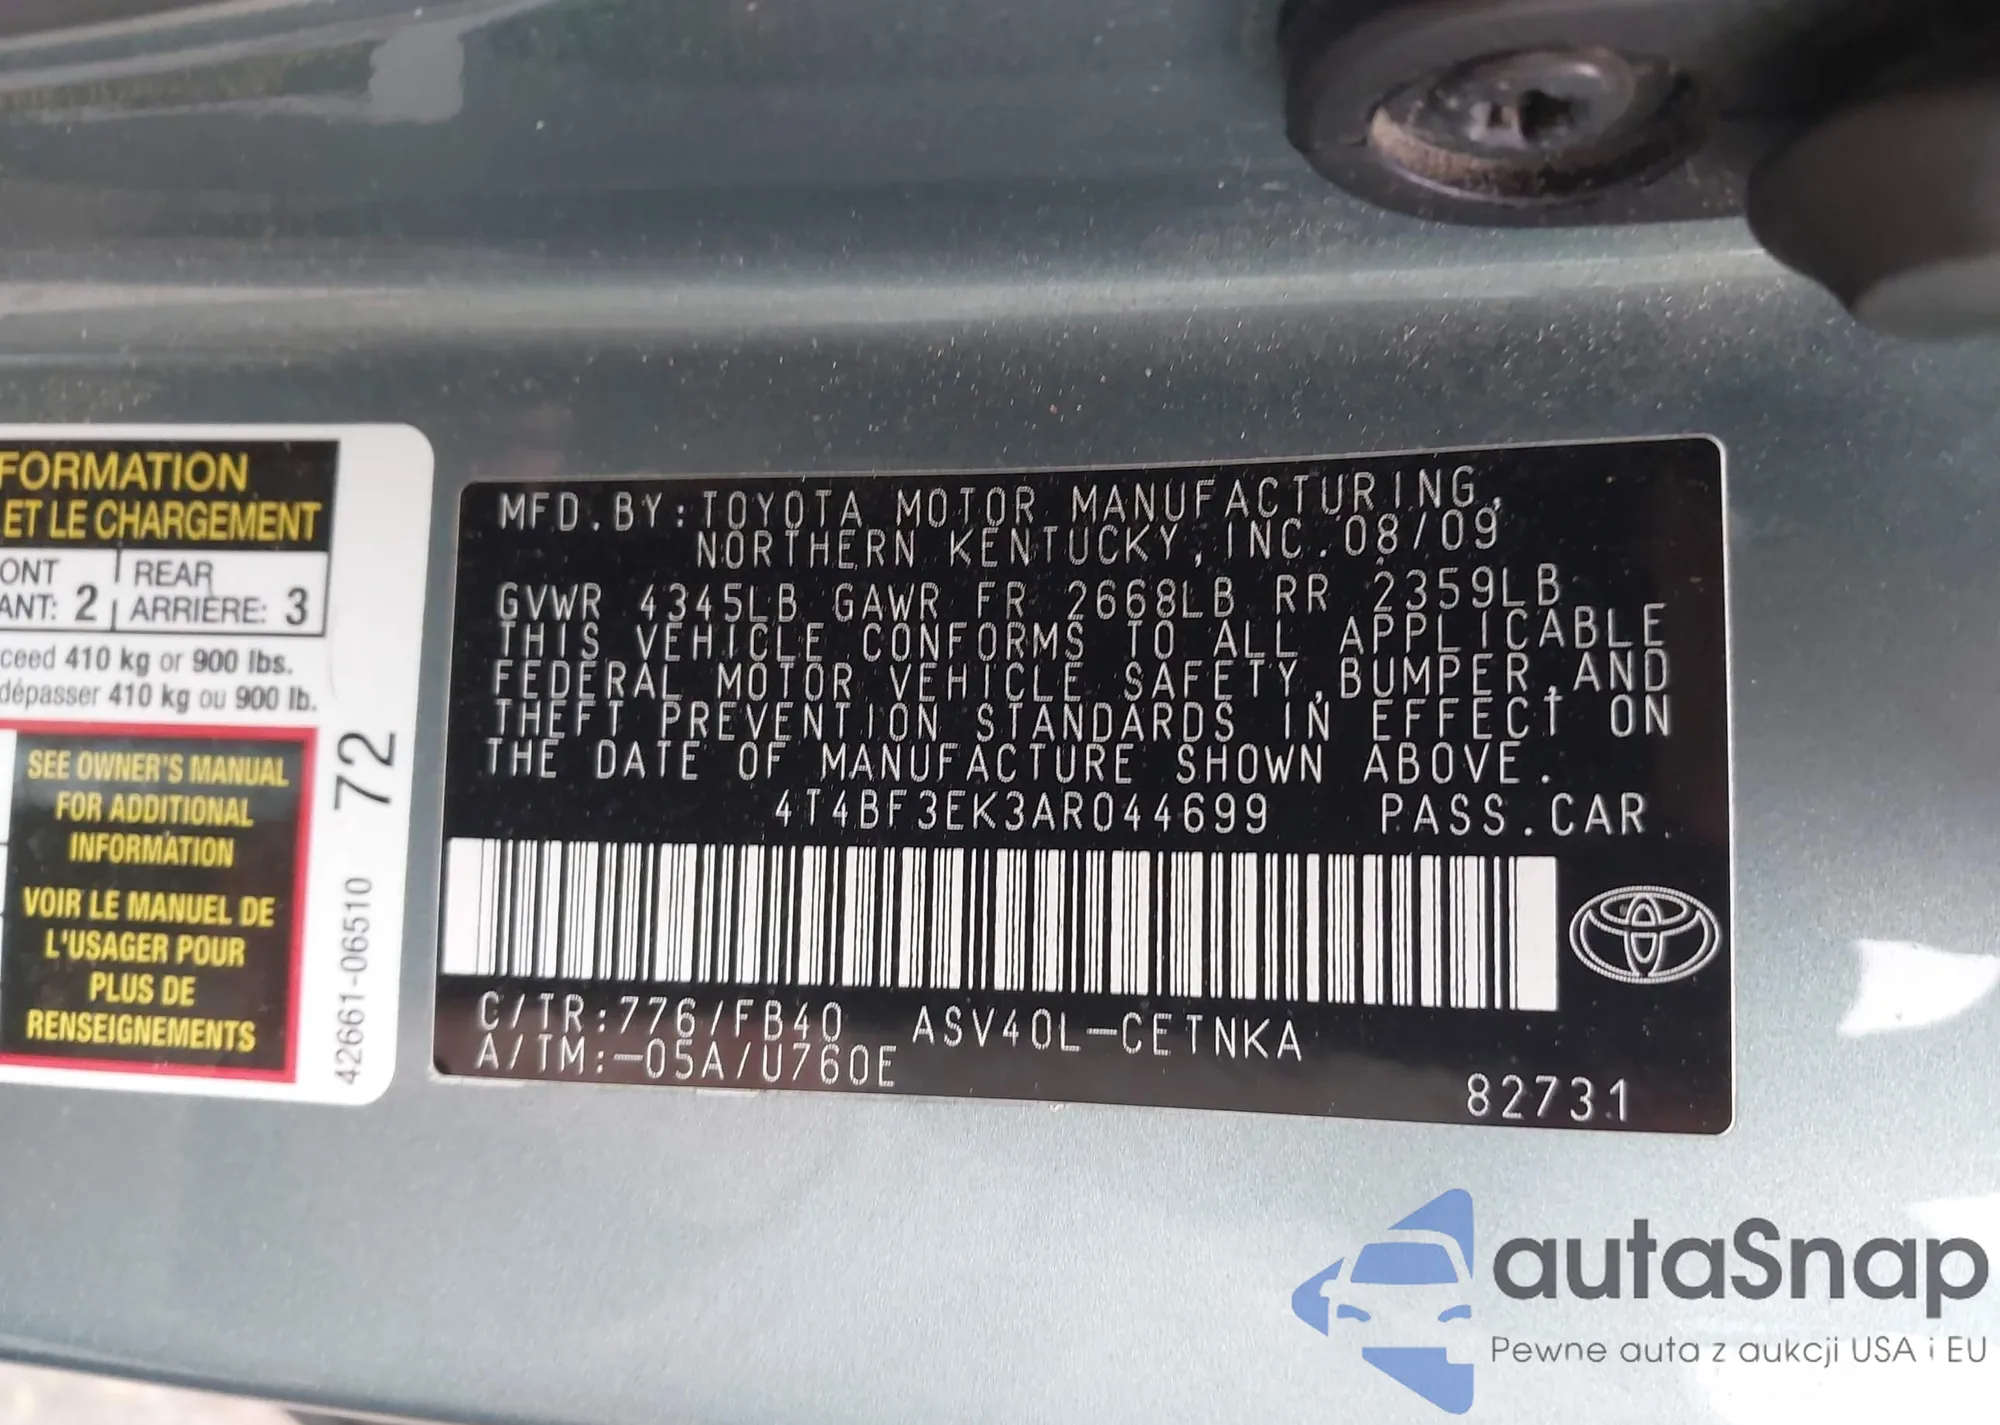 FORMATION
ET LE CHARGEMENT
ONT REAR
ANT: 2 ARRIÈRE: 3
ceed 410 kg or 900 lbs.
dépasser 410 kg ou 900 lb.
SEE OWNER'S MANUAL
FOR ADDITIONAL
INFORMATION
VOIR LE MANUEL DE
L'USAGER POUR
PLUS DE
RENSEIGNEMENTS
72
42661-06510
MFD.BY:TOYOTA MOTOR MANUFACTURING,
NORTHERN KENTUCKY,INC.08/09
GVWR 4345LB GAWR FR 2668LB RR 2359LB
THIS VEHICLE CONFORMS TO ALL APPLICABLE
FEDERAL MOTOR VEHICLE SAFETY,BUMPER,AND
THEFT PREVENTION STANDARDS IN EFFECT ON
THE DATE OF MANUFACTURE SHOWN ABOVE.
4T4BF3EK3AR044699 PASS.CAR
C/TR:776/FB40 ASV40L-CETNKA
A/TM:-05A/U760E
82731
autaSnap
Pewne auta z aukcji USA i EU